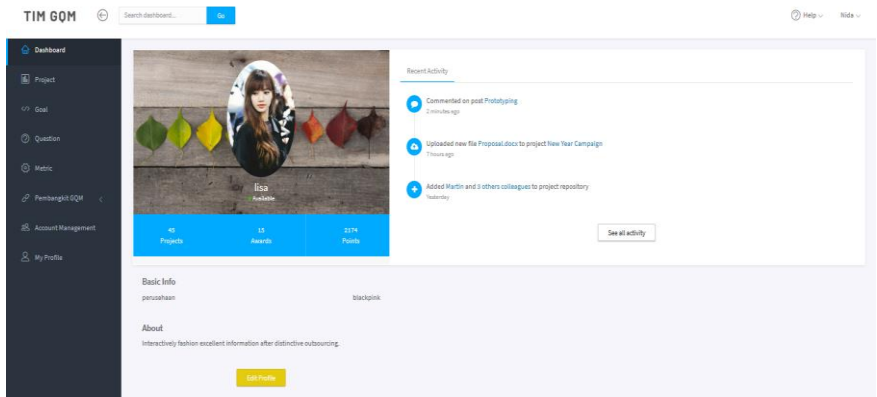 TIM GQM
Search dashboard...
Go
Help
Nida
Dashboard
Project
Goal
Question
Metric
Pembangkit GQM
Account Management
My Profile
lisa
Available
43 15 2174
Projects Awards Points
Recent Activity
Commented on post Prototyping
2 minutes ago
Uploaded new file Proposal.docx to project New Year Campaign
7 hours ago
Added Martin and 3 others colleagues to project repository
Yesterday
See all activity
Basic Info
perusahaan blackpink
About
Interactively fashion excellent information after distinctive outsourcing.
Edit Profile